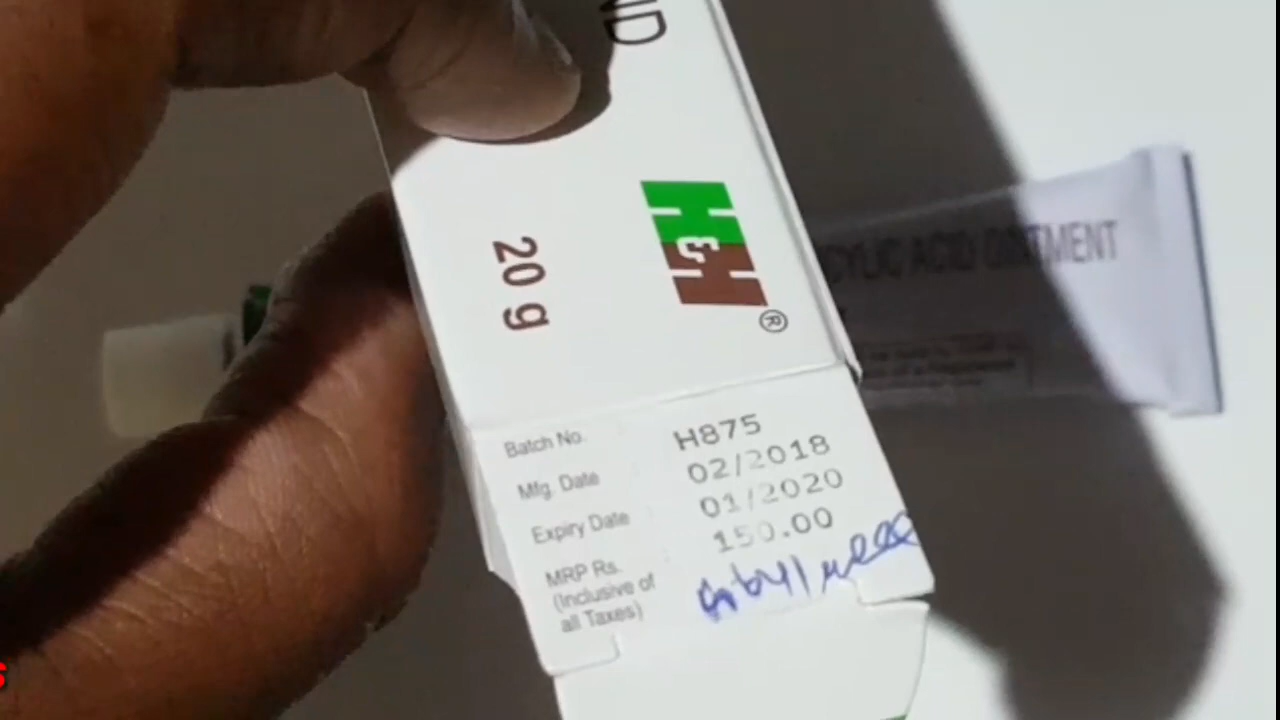 ND
H&H
®
20 g
Batch No. H875
Mfg. Date 02/2018
Expiry Date 01/2020
MRP Rs. 150.00
(Inclusive of
all Taxes)
CYLIC ACID OINTMENT
S